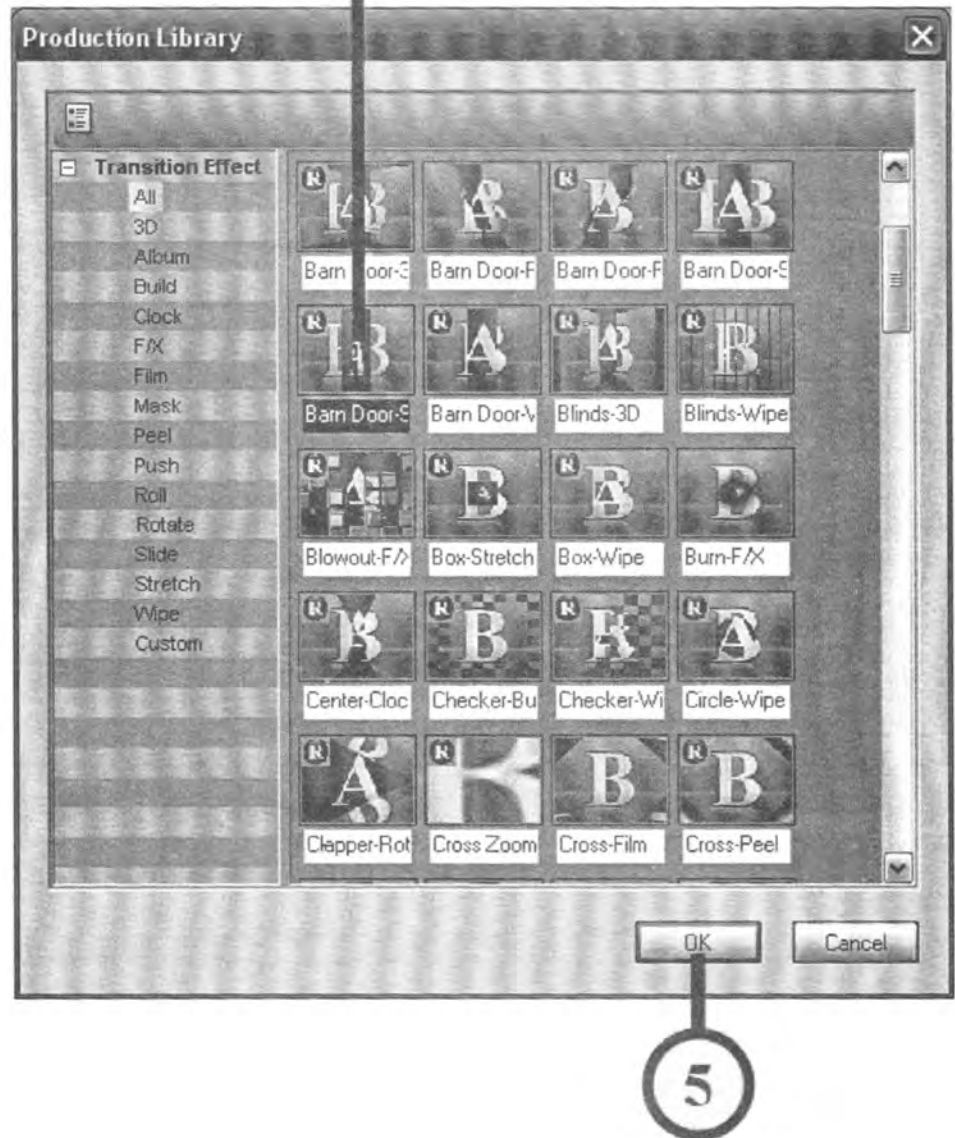 Production Library
Transition Effect
All
3D
Album
Build
Clock
F/X
Film
Mask
Peel
Push
Roll
Rotate
Slide
Stretch
Wipe
Custom
R R R
Barn Door-3 Barn Door-F Barn Door-F Barn Door-S
R R R R
Barn Door-S Barn Door-V Blinds-3D Blinds-Wipe
R R R
Blowout-F/X Box-Stretch Box-Wipe Burn-F/X
R R R R
Center-Cloc Checker-Bu Checker-Wi Circle-Wipe
R R R
Clapper-Rot Cross Zoom Cross-Film Cross-Peel
OK Cancel
5